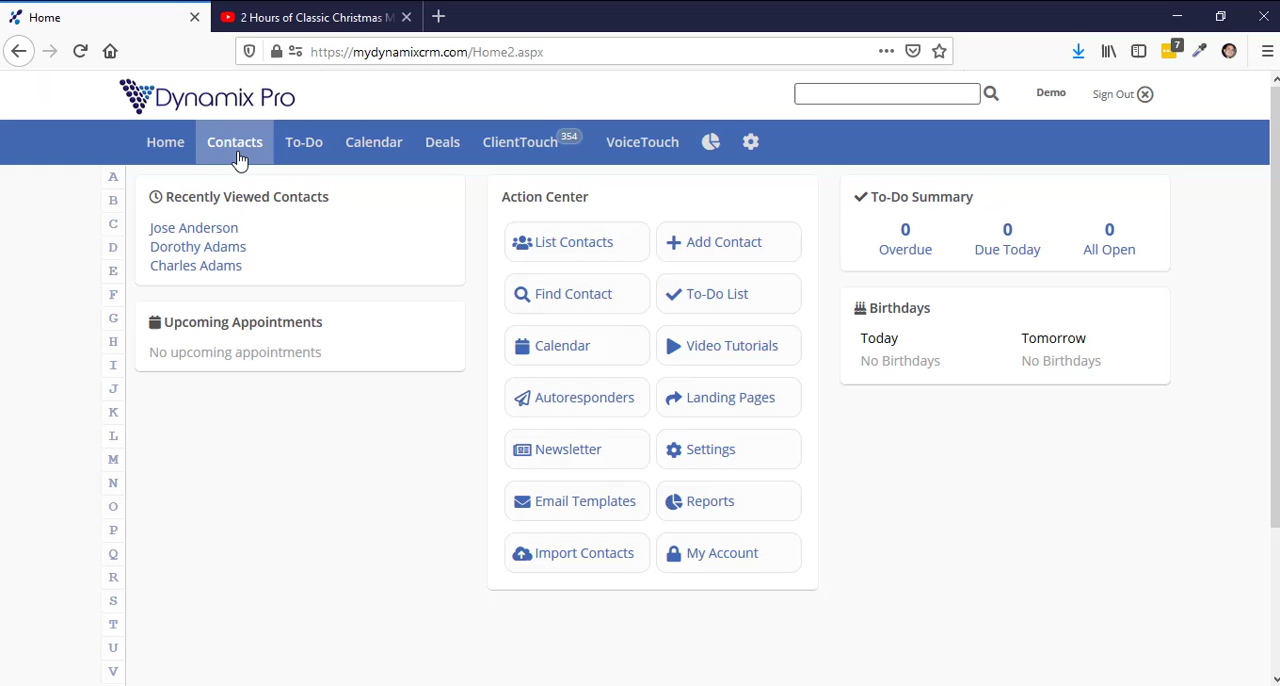 Home
2 Hours of Classic Christmas M
7
https://mydynamixcrm.com/Home2.aspx
Dynamix Pro
Demo
Sign Out
Home
Contacts
To-Do
Calendar
Deals
ClientTouch 354
VoiceTouch
A
B
C
D
E
F
G
H
I
J
K
L
M
N
O
P
Q
R
S
T
U
V
Recently Viewed Contacts
Jose Anderson
Dorothy Adams
Charles Adams
Upcoming Appointments
No upcoming appointments
Action Center
List Contacts
Add Contact
Find Contact
To-Do List
Calendar
Video Tutorials
Autoresponders
Landing Pages
Newsletter
Settings
Email Templates
Reports
Import Contacts
My Account
To-Do Summary
0 0 0
Overdue Due Today All Open
Birthdays
Today Tomorrow
No Birthdays No Birthdays